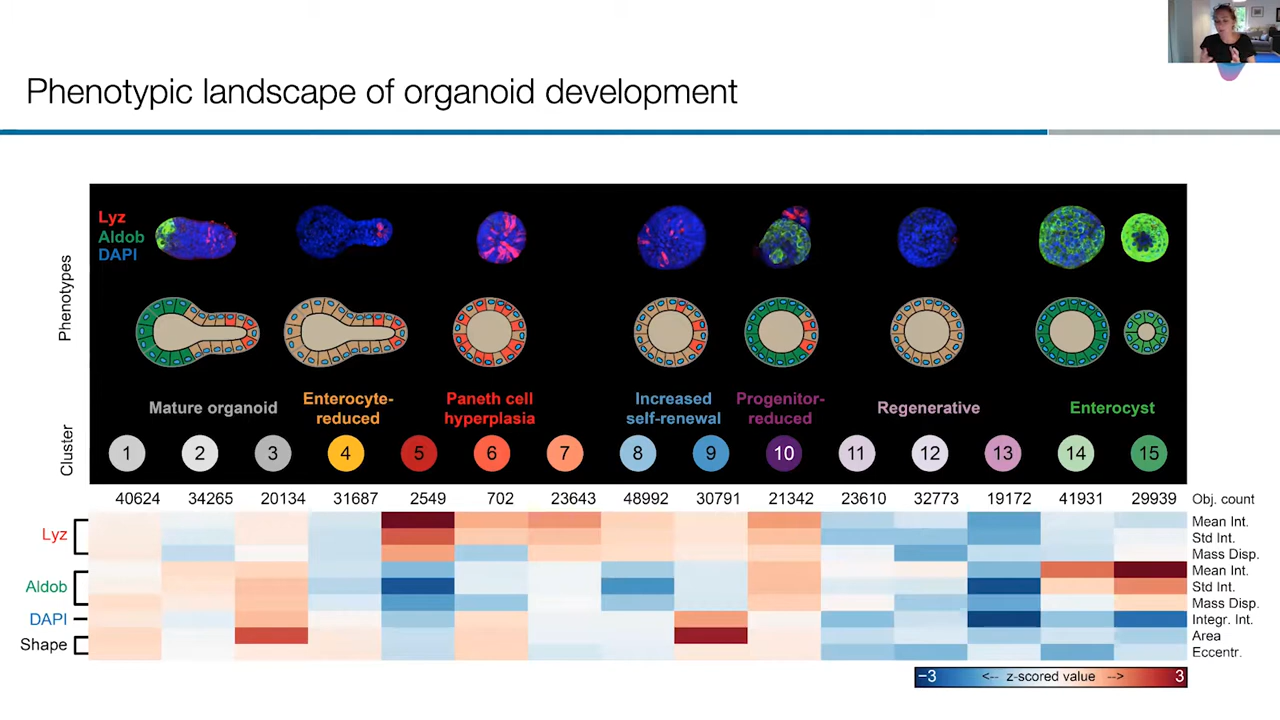 Phenotypic landscape of organoid development
Lyz
Aldob
DAPI
Phenotypes
Mature organoid
Enterocyte-
reduced
Paneth cell
hyperplasia
Increased
self-renewal
Progenitor-
reduced
Regenerative
Enterocyst
Cluster
1 2 3 4 5 6 7 8 9 10 11 12 13 14 15
40624 34265 20134 31687 2549 702 23643 48992 30791 21342 23610 32773 19172 41931 29939 Obj. count
Lyz
Mean Int.
Std Int.
Mass Disp.
Aldob
Mean Int.
Std Int.
Mass Disp.
DAPI
Integr. Int.
Shape
Area
Eccentr.
−3 <-- z-scored value --> 3